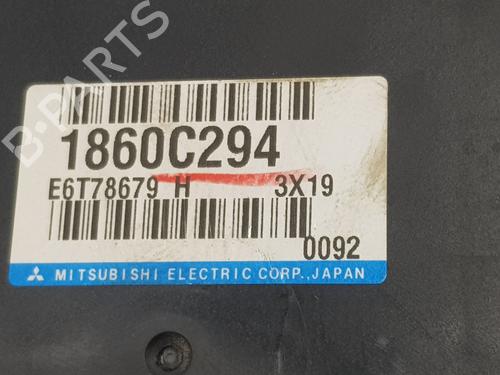 1860C294
E6T78679 H 3X19
0092
MITSUBISHI ELECTRIC CORP., JAPAN
B-PARTS